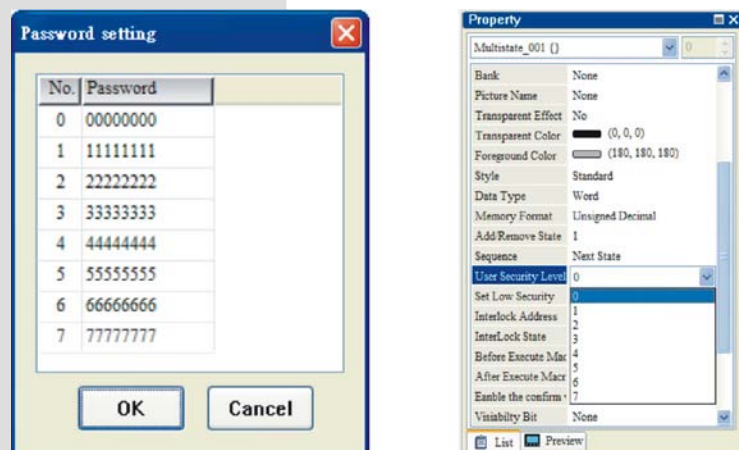 Password setting
No. Password
0 00000000
1 11111111
2 22222222
3 33333333
4 44444444
5 55555555
6 66666666
7 77777777
OK Cancel
Property
Multistate_001 {} 0
Bank None
Picture Name None
Transparent Effect No
Transparent Color (0, 0, 0)
Foreground Color (180, 180, 180)
Style Standard
Data Type Word
Memory Format Unsigned Decimal
Add/Remove State 1
Sequence Next State
User Security Level 0
Set Low Security 0
Interlock Address 1
2
InterLock State 3
Before Execute Mac 4
5
After Execute Macr 6
Eanble the confirm 7
Visiabilty Bit None
List Preview